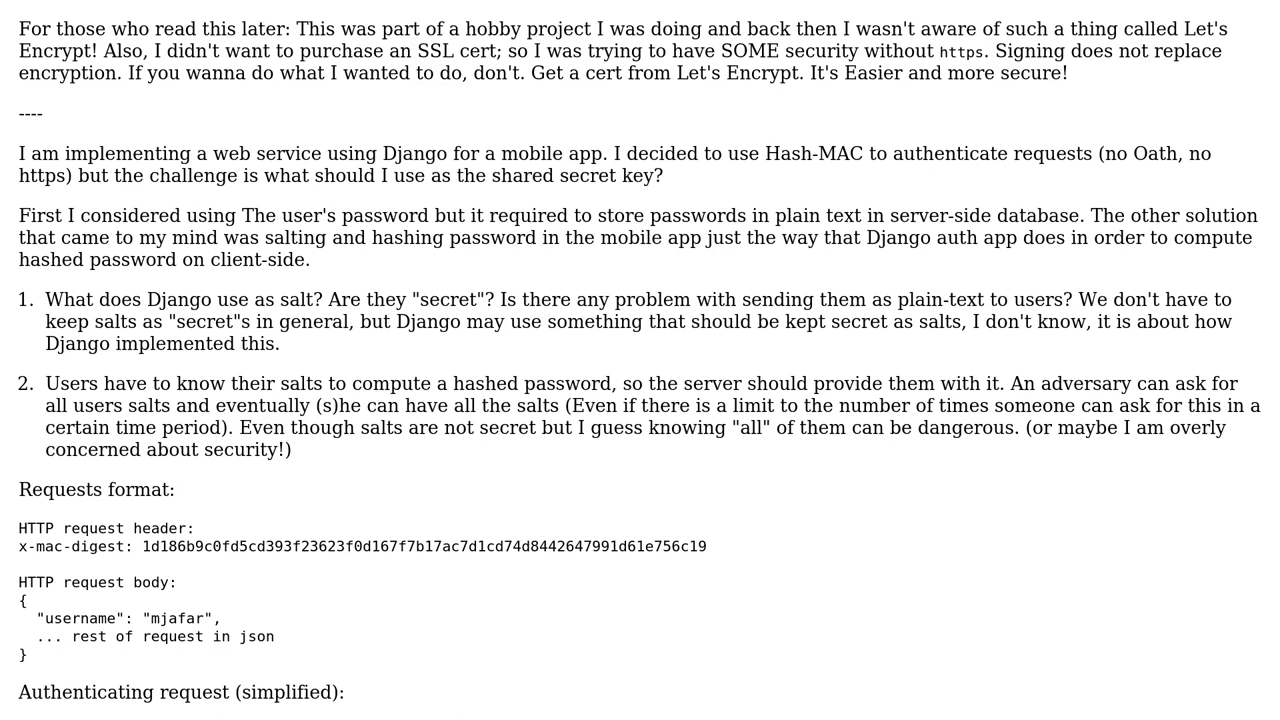 For those who read this later: This was part of a hobby project I was doing and back then I wasn't aware of such a thing called Let's
Encrypt! Also, I didn't want to purchase an SSL cert; so I was trying to have SOME security without https. Signing does not replace
encryption. If you wanna do what I wanted to do, don't. Get a cert from Let's Encrypt. It's Easier and more secure!
----
I am implementing a web service using Django for a mobile app. I decided to use Hash-MAC to authenticate requests (no Oath, no
https) but the challenge is what should I use as the shared secret key?
First I considered using The user's password but it required to store passwords in plain text in server-side database. The other solution
that came to my mind was salting and hashing password in the mobile app just the way that Django auth app does in order to compute
hashed password on client-side.
1. What does Django use as salt? Are they "secret"? Is there any problem with sending them as plain-text to users? We don't have to
keep salts as "secret"s in general, but Django may use something that should be kept secret as salts, I don't know, it is about how
Django implemented this.
2. Users have to know their salts to compute a hashed password, so the server should provide them with it. An adversary can ask for
all users salts and eventually (s)he can have all the salts (Even if there is a limit to the number of times someone can ask for this in a
certain time period). Even though salts are not secret but I guess knowing "all" of them can be dangerous. (or maybe I am overly
concerned about security!)
Requests format:
HTTP request header:
x-mac-digest: 1d186b9c0fd5cd393f23623f0d167f7b17ac7d1cd74d8442647991d61e756c19
HTTP request body:
{
"username": "mjafar",
... rest of request in json
}
Authenticating request (simplified):